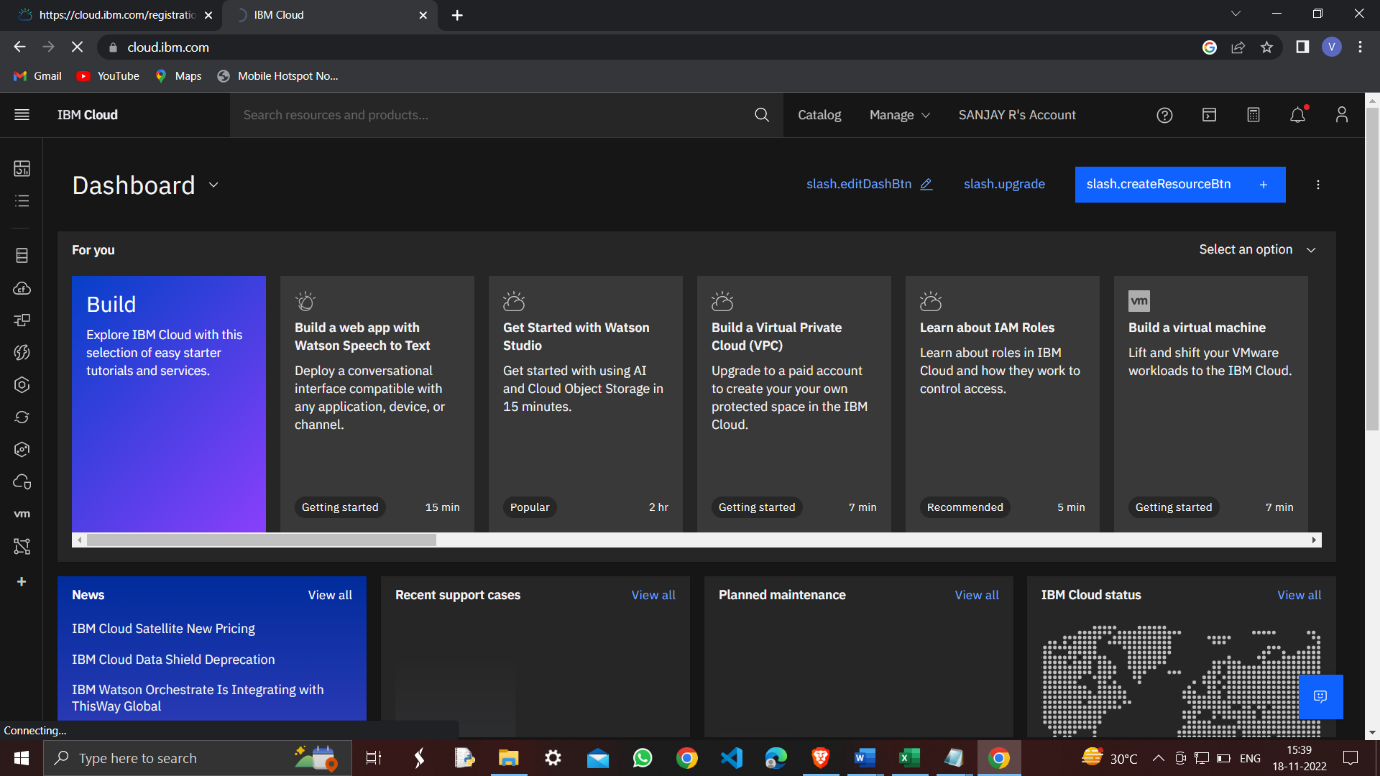 https://cloud.ibm.com/registratio
IBM Cloud
cloud.ibm.com
V
Gmail
YouTube
Maps
Mobile Hotspot No...
IBM Cloud
Search resources and products...
Catalog
Manage
SANJAY R's Account
Dashboard
slash.editDashBtn
slash.upgrade
slash.createResourceBtn +
For you
Select an option
Build
Explore IBM Cloud with this
selection of easy starter
tutorials and services.
Build a web app with
Watson Speech to Text
Deploy a conversational
interface compatible with
any application, device, or
channel.
Getting started
15 min
Get Started with Watson
Studio
Get started with using AI
and Cloud Object Storage in
15 minutes.
Popular
2 hr
Build a Virtual Private
Cloud (VPC)
Upgrade to a paid account
to create your your own
protected space in the IBM
Cloud.
Getting started
7 min
Learn about IAM Roles
Learn about roles in IBM
Cloud and how they work to
control access.
Recommended
5 min
vm
Build a virtual machine
Lift and shift your VMware
workloads to the IBM Cloud.
Getting started
7 min
vm
News
View all
IBM Cloud Satellite New Pricing
IBM Cloud Data Shield Deprecation
IBM Watson Orchestrate Is Integrating with
ThisWay Global
Recent support cases
View all
Planned maintenance
View all
IBM Cloud status
View all
Connecting...
Type here to search
30°C
ENG
15:39
18-11-2022